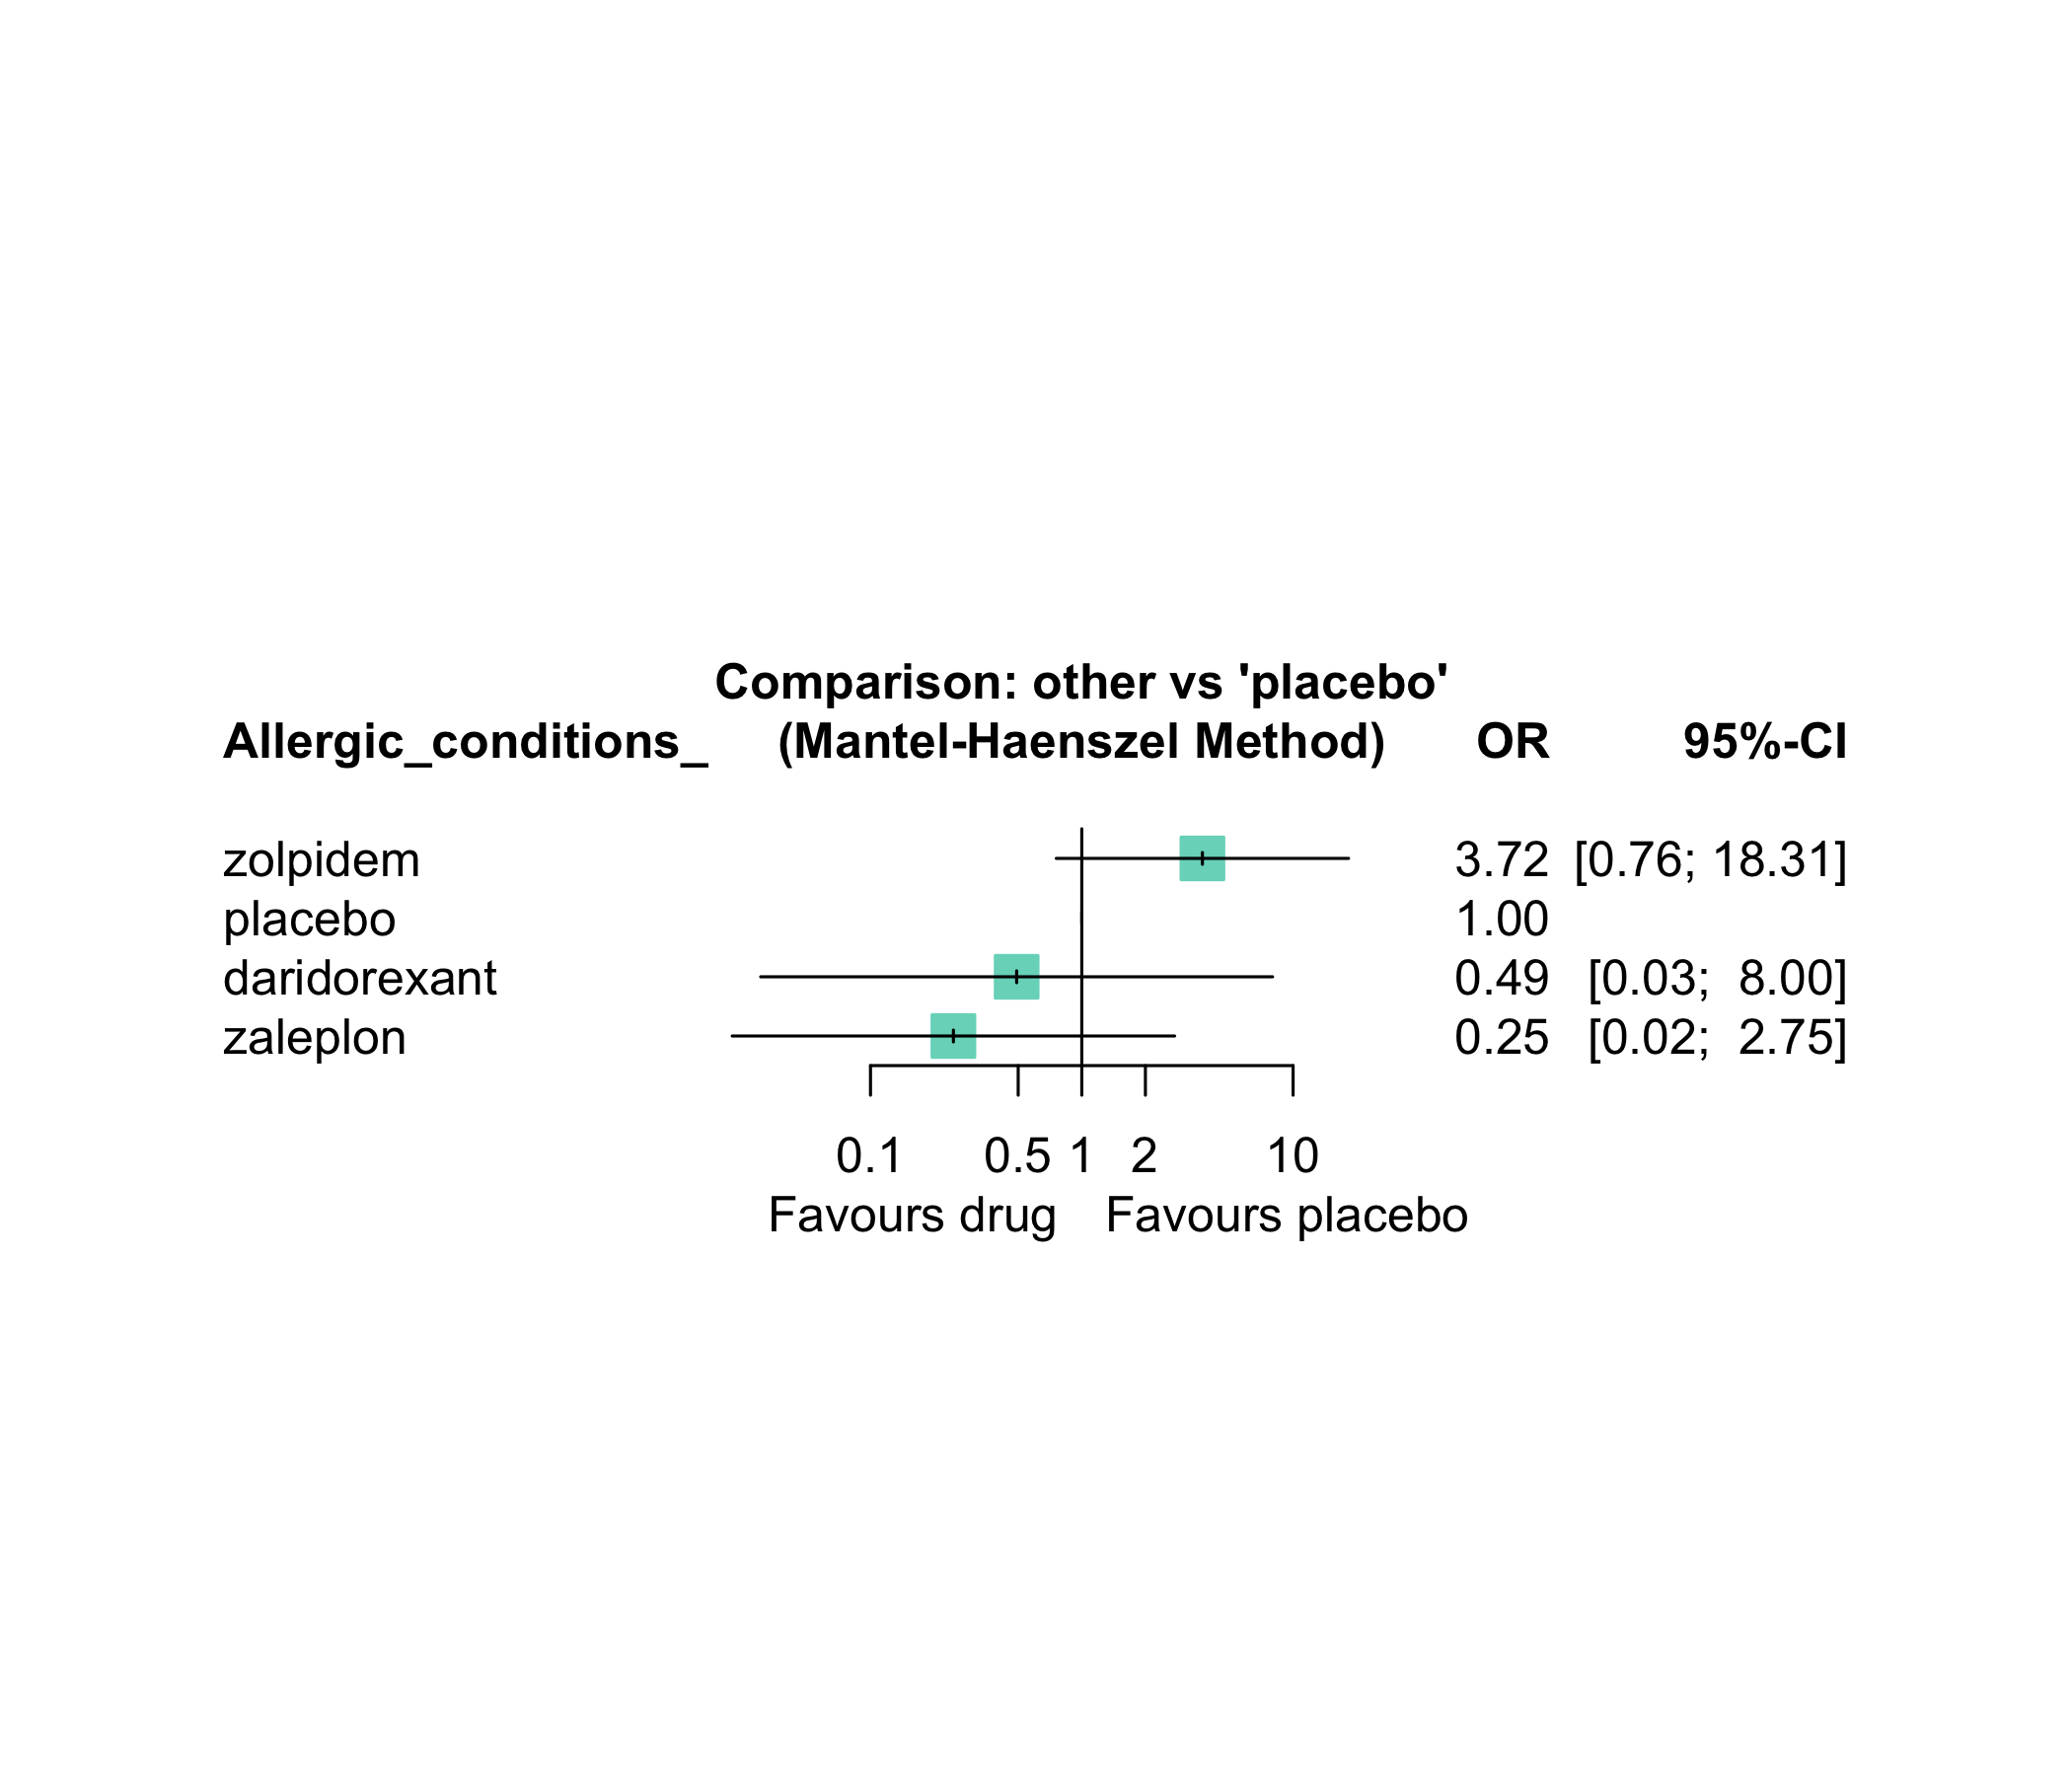 Comparison: other vs 'placebo'
Allergic_conditions_ (Mantel-Haenszel Method) OR 95%-CI
zolpidem 3.72 [0.76; 18.31]
placebo 1.00
daridorexant 0.49 [0.03; 8.00]
zaleplon 0.25 [0.02; 2.75]
0.1 0.5 1 2 10
Favours drug Favours placebo